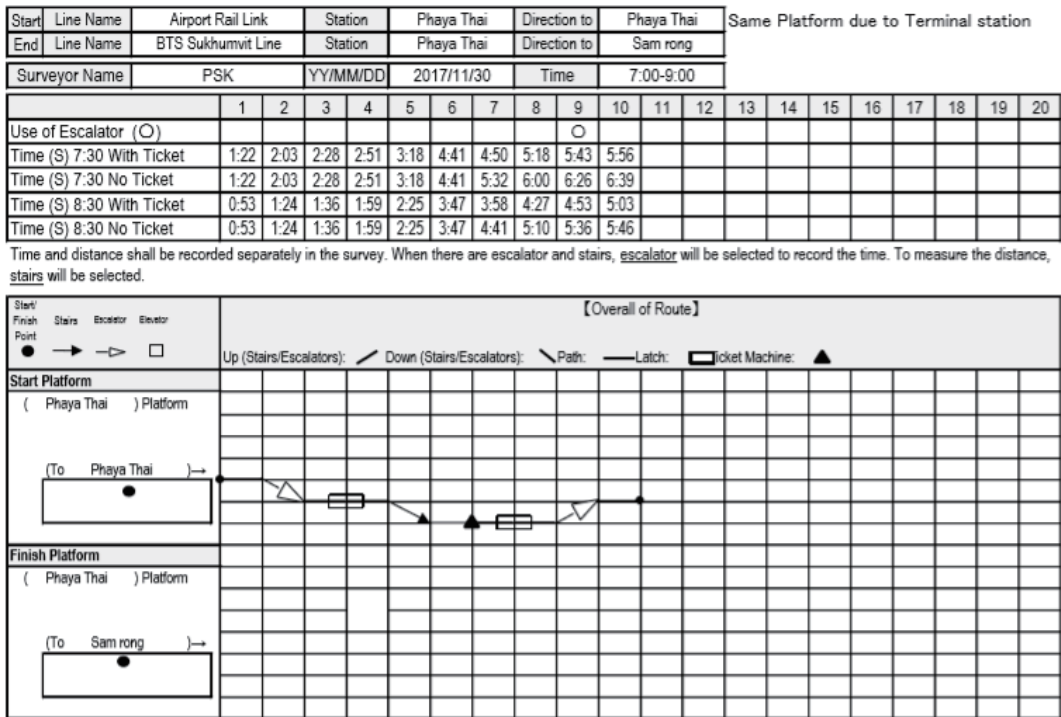 Start Line Name Airport Rail Link Station Phaya Thai Direction to Phaya Thai Same Platform due to Terminal station
End Line Name BTS Sukhumvit Line Station Phaya Thai Direction to Sam rong
Surveyor Name PSK YY/MM/DD 2017/11/30 Time 7:00-9:00
1 2 3 4 5 6 7 8 9 10 11 12 13 14 15 16 17 18 19 20
Use of Escalator (○) ○
Time (S) 7:30 With Ticket 1:22 2:03 2:28 2:51 3:18 4:41 4:50 5:18 5:43 5:56
Time (S) 7:30 No Ticket 1:22 2:03 2:28 2:51 3:18 4:41 5:32 6:00 6:26 6:39
Time (S) 8:30 With Ticket 0:53 1:24 1:36 1:59 2:25 3:47 3:58 4:27 4:53 5:03
Time (S) 8:30 No Ticket 0:53 1:24 1:36 1:59 2:25 3:47 4:41 5:10 5:36 5:46
Time and distance shall be recorded separately in the survey. When there are escalator and stairs, escalator will be selected to record the time. To measure the distance,
stairs will be selected.
Start/
Finish
Point
Stairs Escalator Elevator
【Overall of Route】
Up (Stairs/Escalators): Down (Stairs/Escalators): Path: Latch: icket Machine:
Start Platform
( Phaya Thai ) Platform
(To Phaya Thai )→
Finish Platform
( Phaya Thai ) Platform
(To Sam rong )→